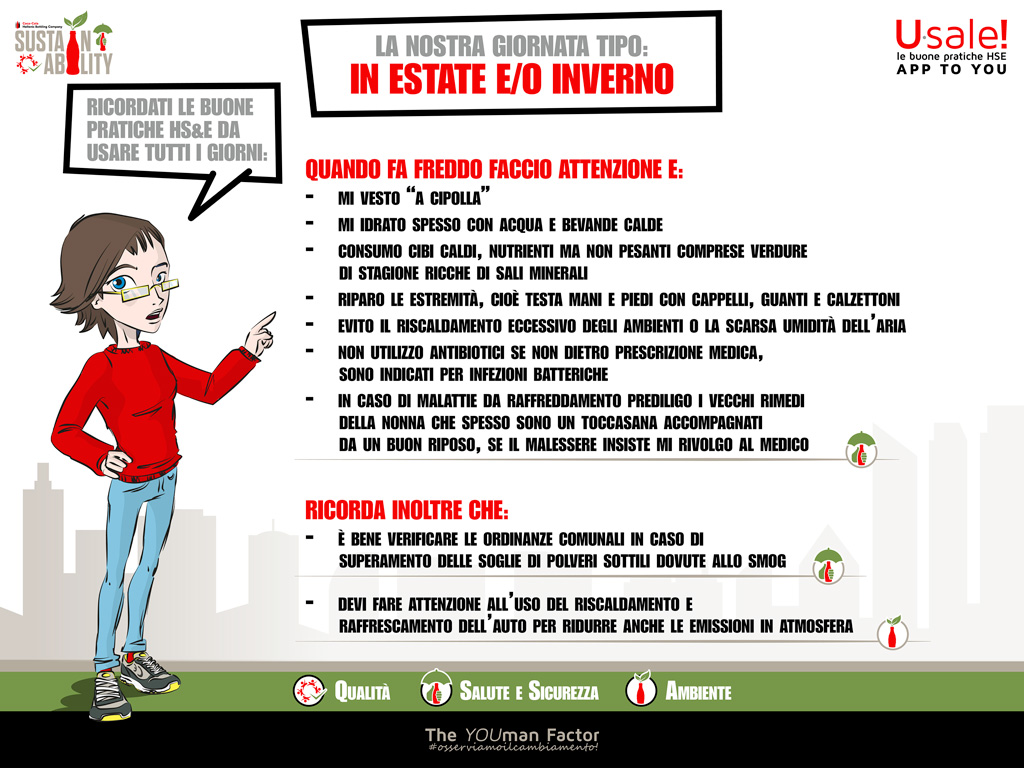 Coca-Cola
Hellenic Bottling Company
SUSTAIN
ABILITY
LA NOSTRA GIORNATA TIPO:
IN ESTATE E/O INVERNO
U·sale!
le buone pratiche HSE
APP TO YOU
RICORDATI LE BUONE
PRATICHE HS&E DA
USARE TUTTI I GIORNI:
QUANDO FA FREDDO FACCIO ATTENZIONE E:
- MI VESTO “A CIPOLLA”
- MI IDRATO SPESSO CON ACQUA E BEVANDE CALDE
- CONSUMO CIBI CALDI, NUTRIENTI MA NON PESANTI COMPRESE VERDURE
DI STAGIONE RICCHE DI SALI MINERALI
- RIPARO LE ESTREMITÀ, CIOÈ TESTA MANI E PIEDI CON CAPPELLI, GUANTI E CALZETTONI
- EVITO IL RISCALDAMENTO ECCESSIVO DEGLI AMBIENTI O LA SCARSA UMIDITÀ DELL'ARIA
- NON UTILIZZO ANTIBIOTICI SE NON DIETRO PRESCRIZIONE MEDICA,
SONO INDICATI PER INFEZIONI BATTERICHE
- IN CASO DI MALATTIE DA RAFFREDDAMENTO PREDILIGO I VECCHI RIMEDI
DELLA NONNA CHE SPESSO SONO UN TOCCASANA ACCOMPAGNATI
DA UN BUON RIPOSO, SE IL MALESSERE INSISTE MI RIVOLGO AL MEDICO
RICORDA INOLTRE CHE:
- È BENE VERIFICARE LE ORDINANZE COMUNALI IN CASO DI
SUPERAMENTO DELLE SOGLIE DI POLVERI SOTTILI DOVUTE ALLO SMOG
- DEVI FARE ATTENZIONE ALL'USO DEL RISCALDAMENTO E
RAFFRESCAMENTO DELL'AUTO PER RIDURRE ANCHE LE EMISSIONI IN ATMOSFERA
QUALITÀ SALUTE E SICUREZZA AMBIENTE
The YOUman Factor
#osserviamoilcambiamento!